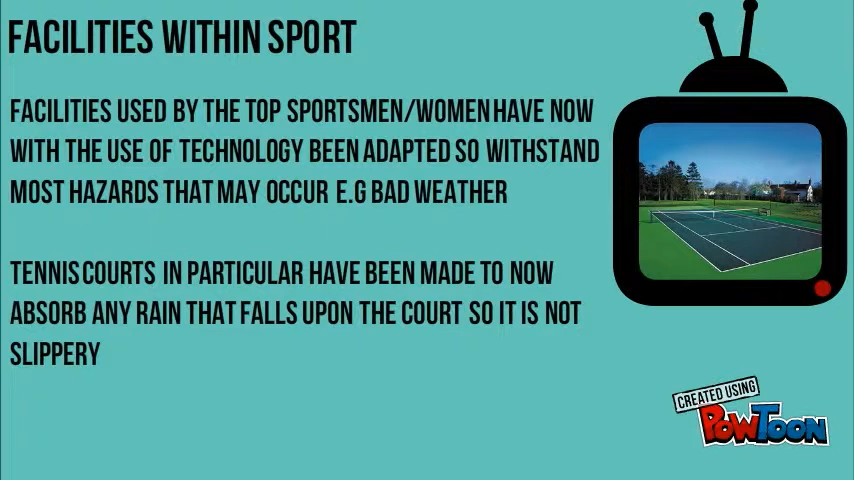 FACILITIES WITHIN SPORT
FACILITIES USED BY THE TOP SPORTSMEN/WOMEN HAVE NOW
WITH THE USE OF TECHNOLOGY BEEN ADAPTED SO WITHSTAND
MOST HAZARDS THAT MAY OCCUR E.G BAD WEATHER
TENNIS COURTS IN PARTICULAR HAVE BEEN MADE TO NOW
ABSORB ANY RAIN THAT FALLS UPON THE COURT SO IT IS NOT
SLIPPERY
CREATED USING
POWTOON